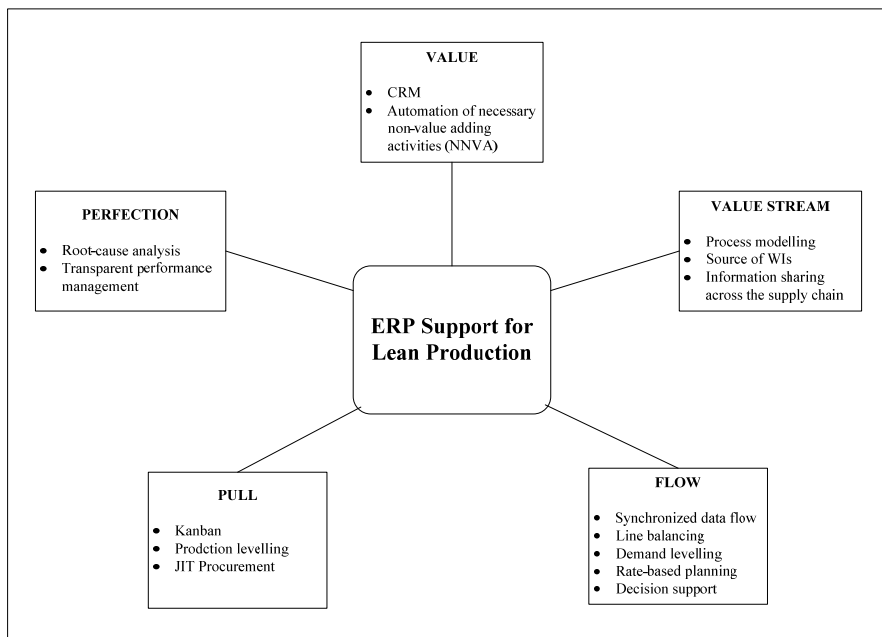 VALUE
• CRM
• Automation of necessary
non-value adding
activities (NNVA)
PERFECTION
• Root-cause analysis
• Transparent performance
management
VALUE STREAM
• Process modelling
• Source of WIs
• Information sharing
across the supply chain
ERP Support for
Lean Production
PULL
• Kanban
• Prodction levelling
• JIT Procurement
FLOW
• Synchronized data flow
• Line balancing
• Demand levelling
• Rate-based planning
• Decision support